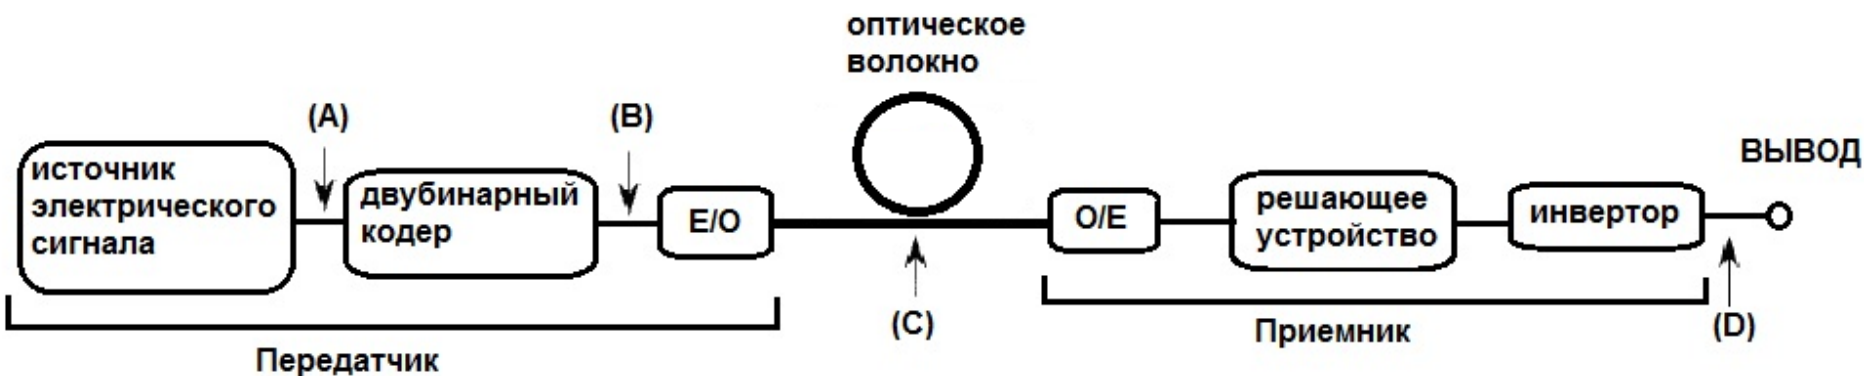 оптическое
волокно
(A)
(B)
ВЫВОД
источник
электрического
сигнала
двубинарный
кодер
E/O
O/E
решающее
устройство
инвертор
(C)
(D)
Передатчик
Приемник